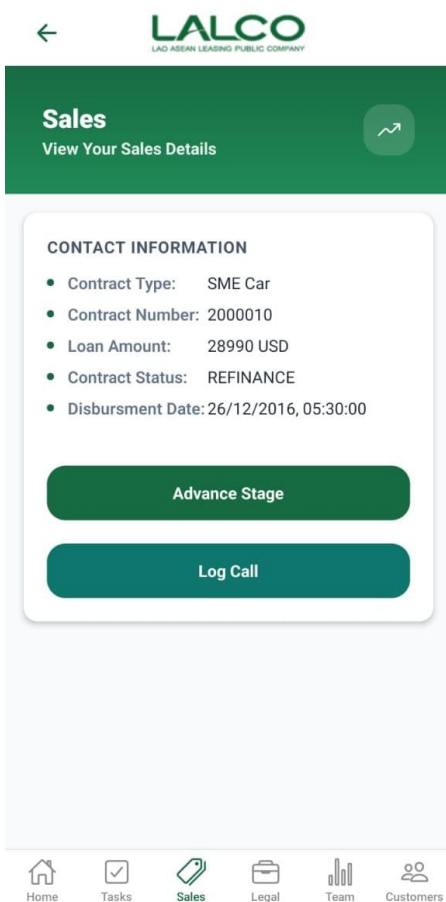 LALCO
LAO ASEAN LEASING PUBLIC COMPANY
Sales
View Your Sales Details
CONTACT INFORMATION
Contract Type: SME Car
Contract Number: 2000010
Loan Amount: 28990 USD
Contract Status: REFINANCE
Disbursment Date: 26/12/2016, 05:30:00
Advance Stage
Log Call
Home Tasks Sales Legal Team Customers